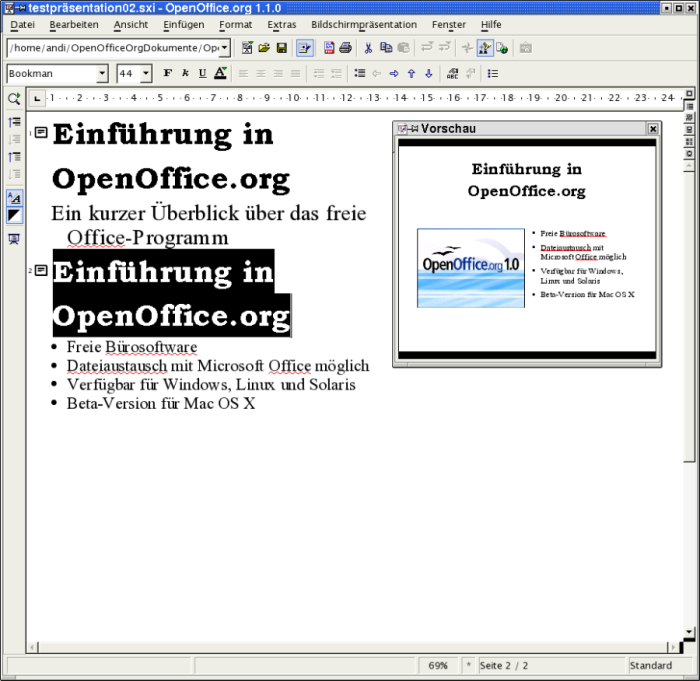 testpräsentation02.sxi - OpenOffice.org 1.1.0
Datei Bearbeiten Ansicht Einfügen Format Extras Bildschirmpräsentation Fenster Hilfe
/home/andi/OpenOfficeOrgDokumente/Op
Bookman 44 F K U A
1 2 3 4 5 6 7 8 9 10 11 12 13 14 15 16 17 18 19 20 21 22 23 24
1 Einführung in
OpenOffice.org
Ein kurzer Überblick über das freie
Office-Programm
2 Einführung in
OpenOffice.org
• Freie Bürosoftware
• Dateiaustausch mit Microsoft Office möglich
• Verfügbar für Windows, Linux und Solaris
• Beta-Version für Mac OS X
Vorschau
Einführung in
OpenOffice.org
OpenOffice.org 1.0
• Freie Bürosoftware
• Dateiaustausch mit
Microsoft Office möglich
• Verfügbar für Windows,
Linux und Solaris
• Beta-Version für Mac OS X
69% * Seite 2 / 2 Standard